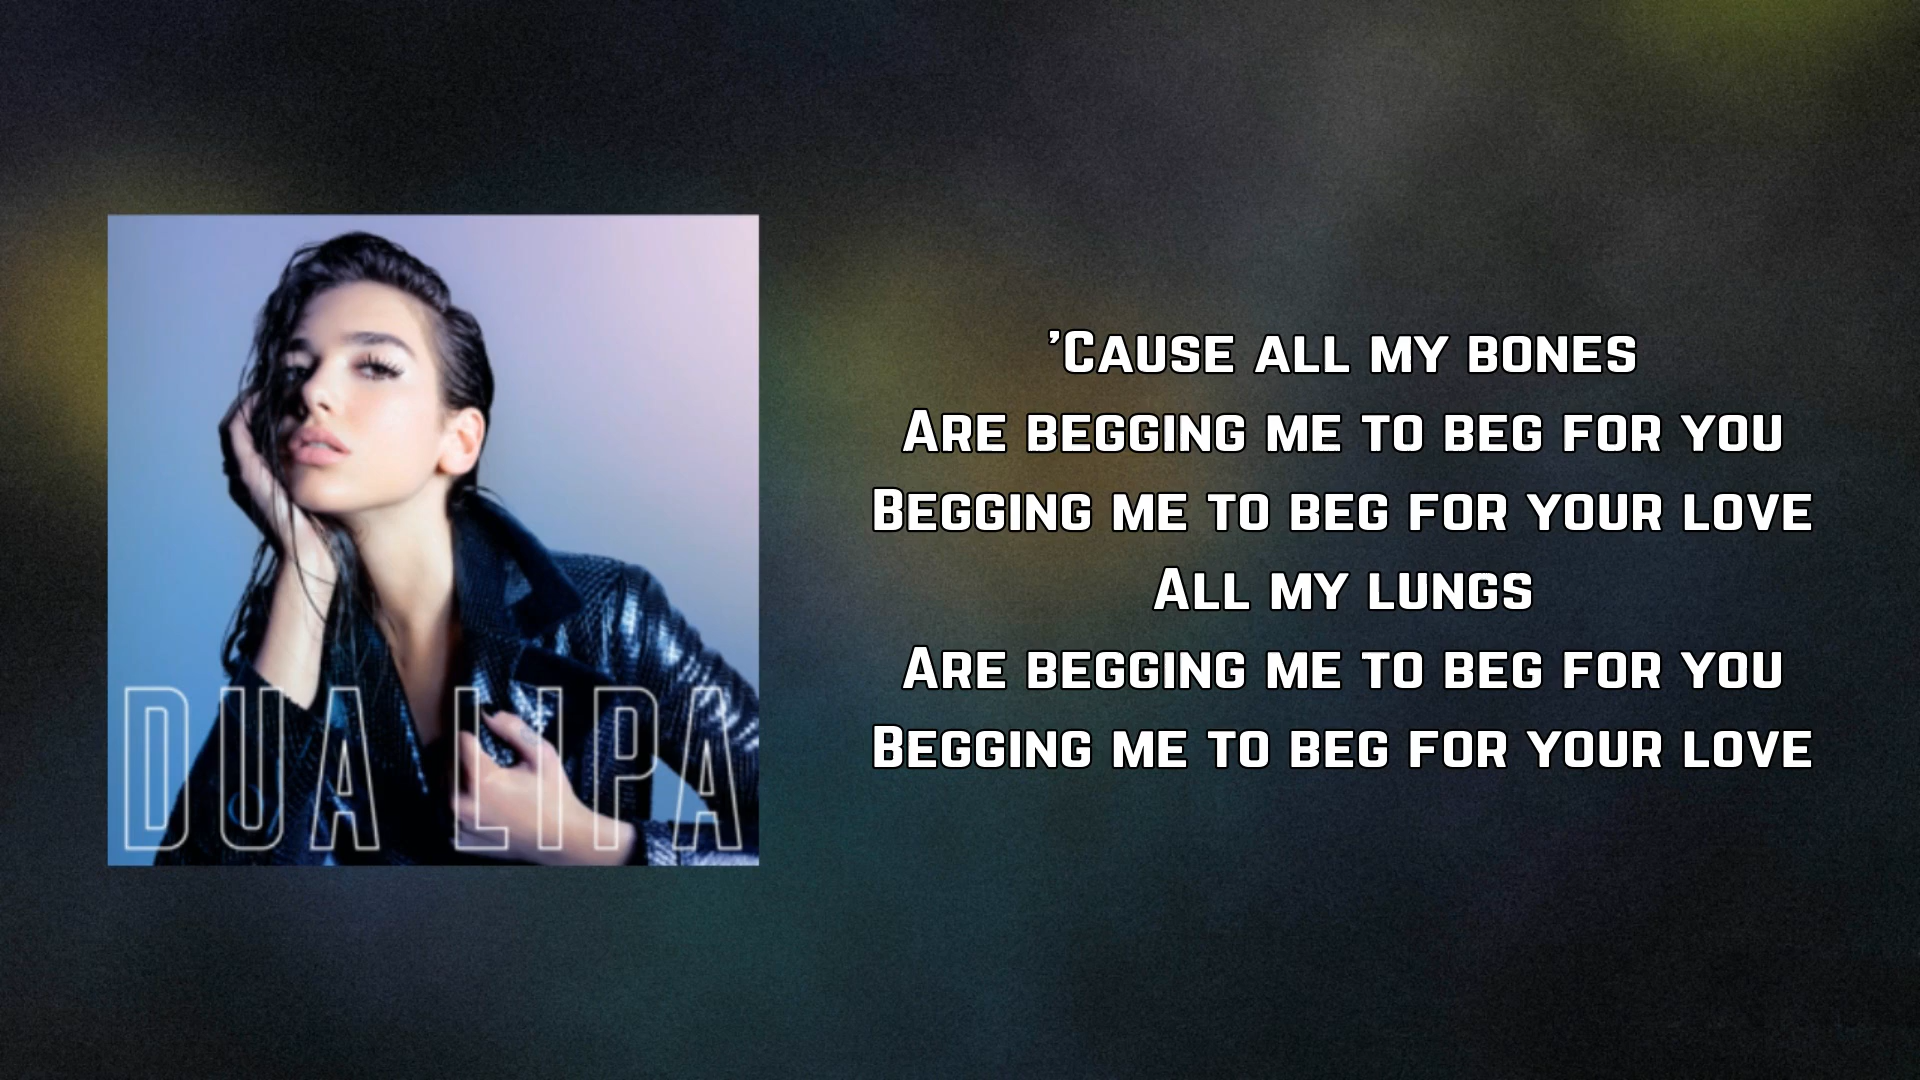 DUA LIPA
'Cause all my bones
Are begging me to beg for you
Begging me to beg for your love
All my lungs
Are begging me to beg for you
Begging me to beg for your love